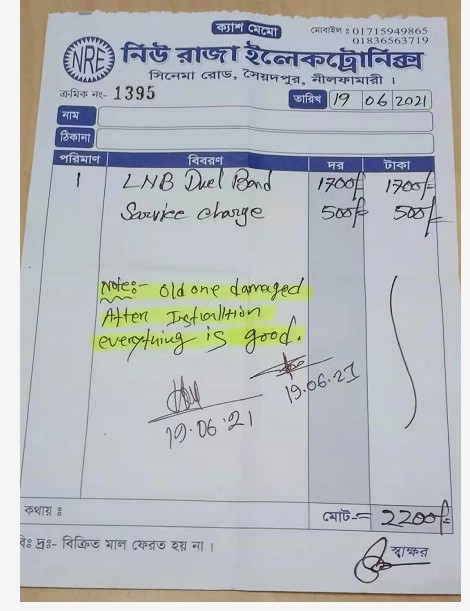 ক্যাশ মেমো
মোবাইল : 01715949865
01836563719
NRE
নিউ রাজা ইলেকট্রোনিক্স
সিনেমা রোড, সৈয়দপুর, নীলফামারী ।
ক্রমিক নং- 1395
তারিখ 19 06 2021
নাম
ঠিকানা
পরিমাণ বিবরণ দর টাকা
1 LNB Duel Band 1700/- 1700/-
Sarvice charge 500/- 500/-
Note:- Old one damaged
After Installtion
everything is good.
19.06.21
19.06.21
কথায় ঃ
মোট-= 2200/-
বিঃ দ্রঃ- বিক্রিত মাল ফেরত হয় না ।
স্বাক্ষর